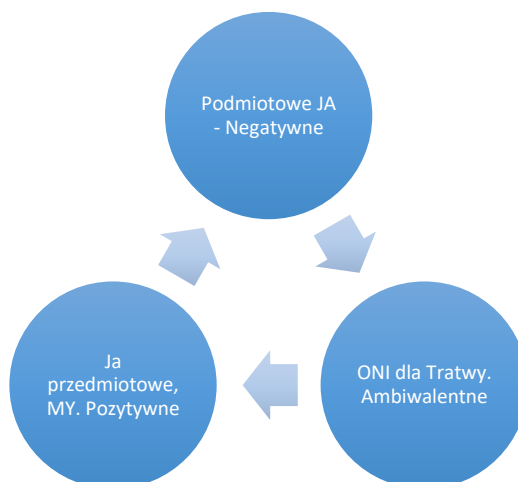 Podmiotowe JA
- Negatywne
Ja
przedmiotowe,
MY. Pozytywne
ONI dla Tratwy.
Ambiwalentne